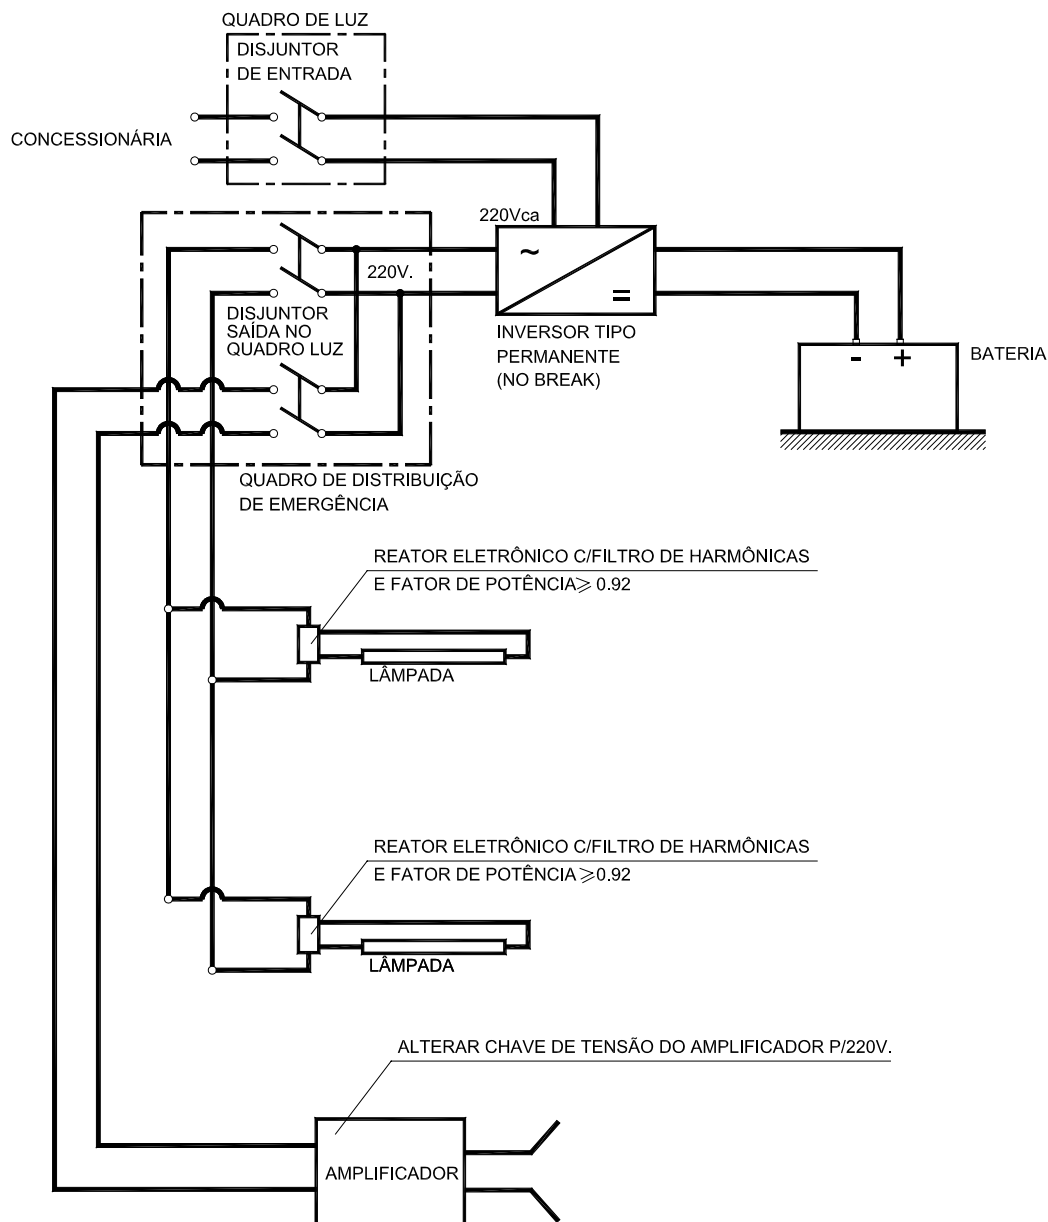 QUADRO DE LUZ
DISJUNTOR
DE ENTRADA
CONCESSIONÁRIA
220Vca
~
=
220V.
DISJUNTOR
SAÍDA NO
QUADRO LUZ
INVERSOR TIPO
PERMANENTE
(NO BREAK)
- +
BATERIA
QUADRO DE DISTRIBUIÇÃO
DE EMERGÊNCIA
REATOR ELETRÔNICO C/FILTRO DE HARMÔNICAS
E FATOR DE POTÊNCIA⩾ 0.92
LÂMPADA
REATOR ELETRÔNICO C/FILTRO DE HARMÔNICAS
E FATOR DE POTÊNCIA⩾0.92
LÂMPADA
ALTERAR CHAVE DE TENSÃO DO AMPLIFICADOR P/220V.
AMPLIFICADOR